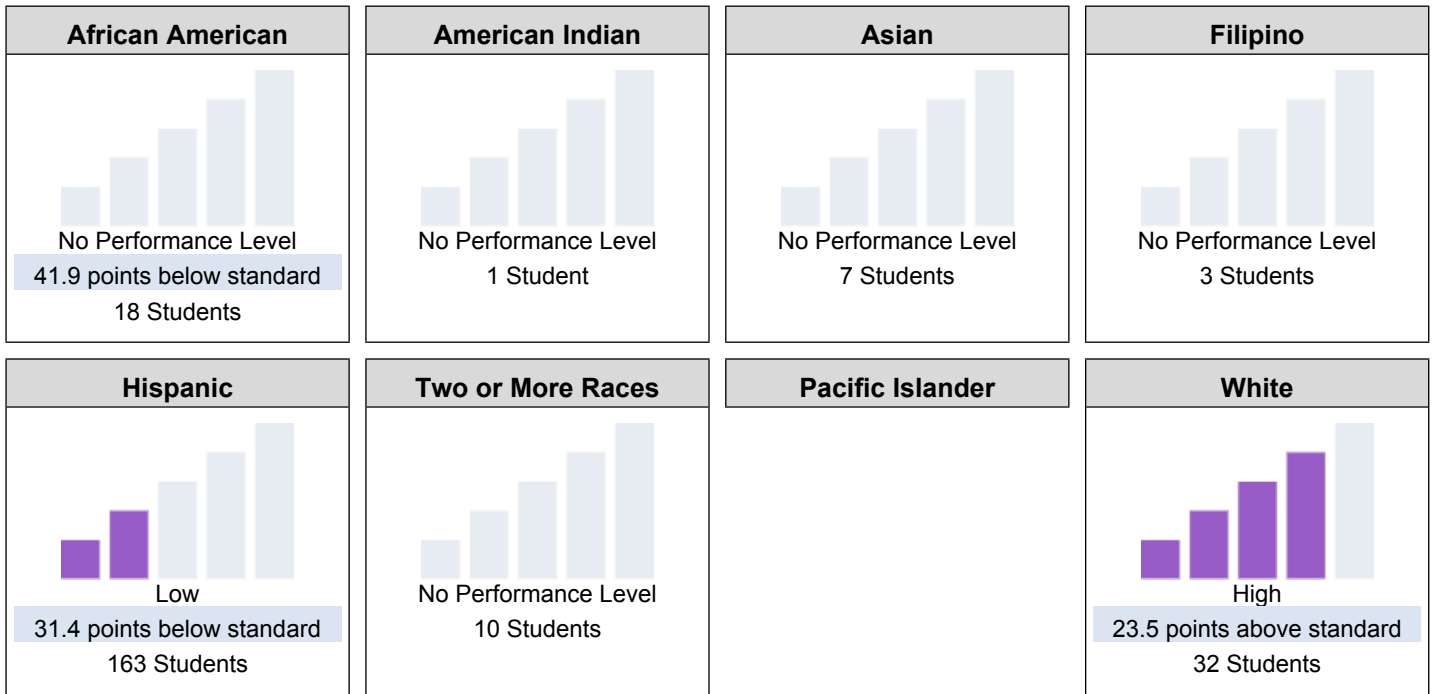 African American
No Performance Level
41.9 points below standard
18 Students
American Indian
No Performance Level
1 Student
Asian
No Performance Level
7 Students
Filipino
No Performance Level
3 Students
Hispanic
Low
31.4 points below standard
163 Students
Two or More Races
No Performance Level
10 Students
Pacific Islander
White
High
23.5 points above standard
32 Students